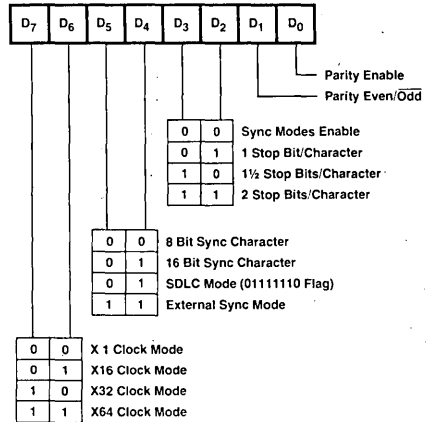 D7 D6 D5 D4 D3 D2 D1 D0
Parity Enable
Parity Even/Odd
0 0 Sync Modes Enable
0 1 1 Stop Bit/Character
1 0 1½ Stop Bits/Character
1 1 2 Stop Bits/Character
0 0 8 Bit Sync Character
0 1 16 Bit Sync Character
0 1 SDLC Mode (01111110 Flag)
1 1 External Sync Mode
0 0 X 1 Clock Mode
0 1 X16 Clock Mode
1 0 X32 Clock Mode
1 1 X64 Clock Mode